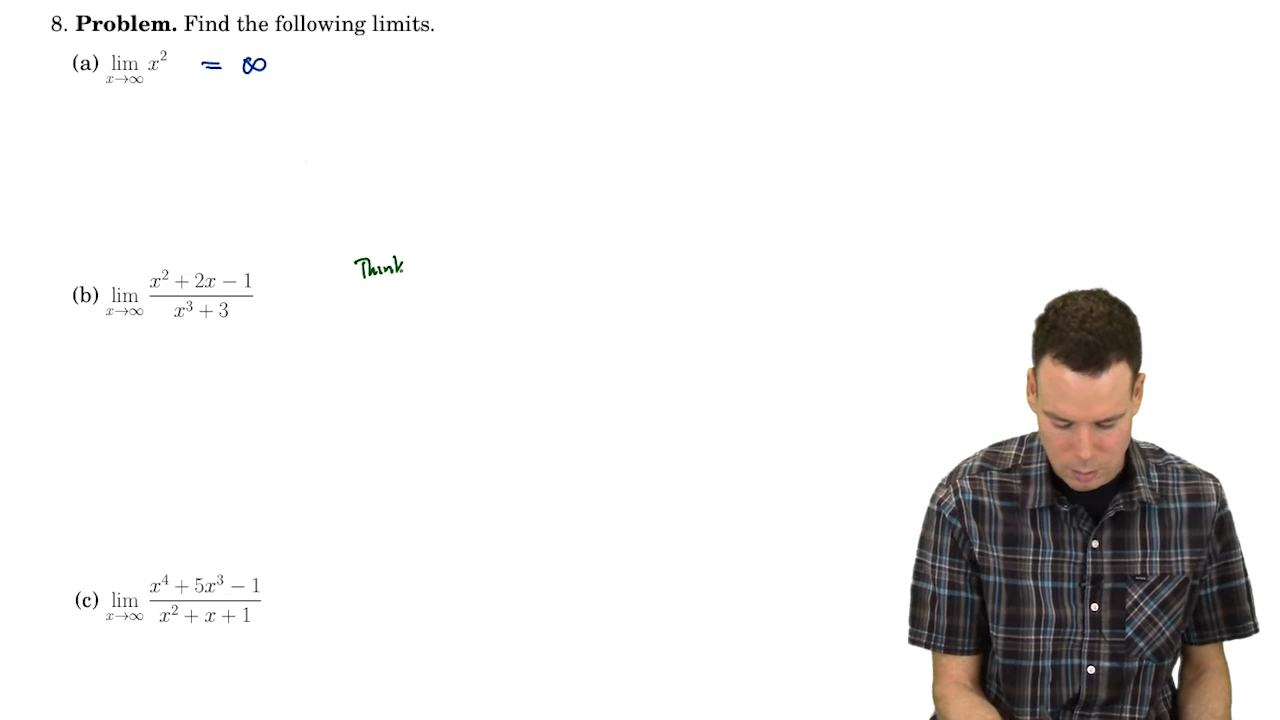 8. Problem. Find the following limits.
(a) lim x→∞ x² = ∞
(b) lim x→∞ (x² + 2x − 1)/(x³ + 3)
Think
(c) lim x→∞ (x⁴ + 5x³ − 1)/(x² + x + 1)